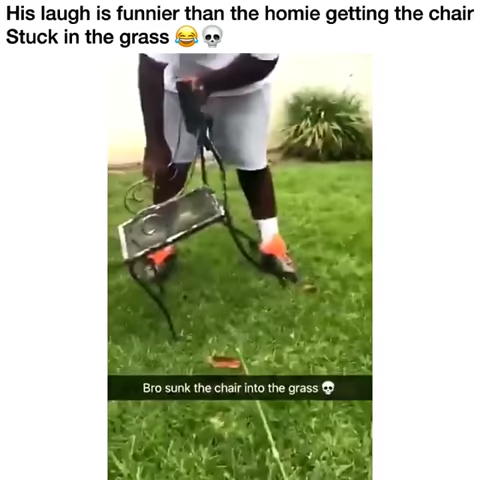 His laugh is funnier than the homie getting the chair
Stuck in the grass 😂💀
Bro sunk the chair into the grass 💀